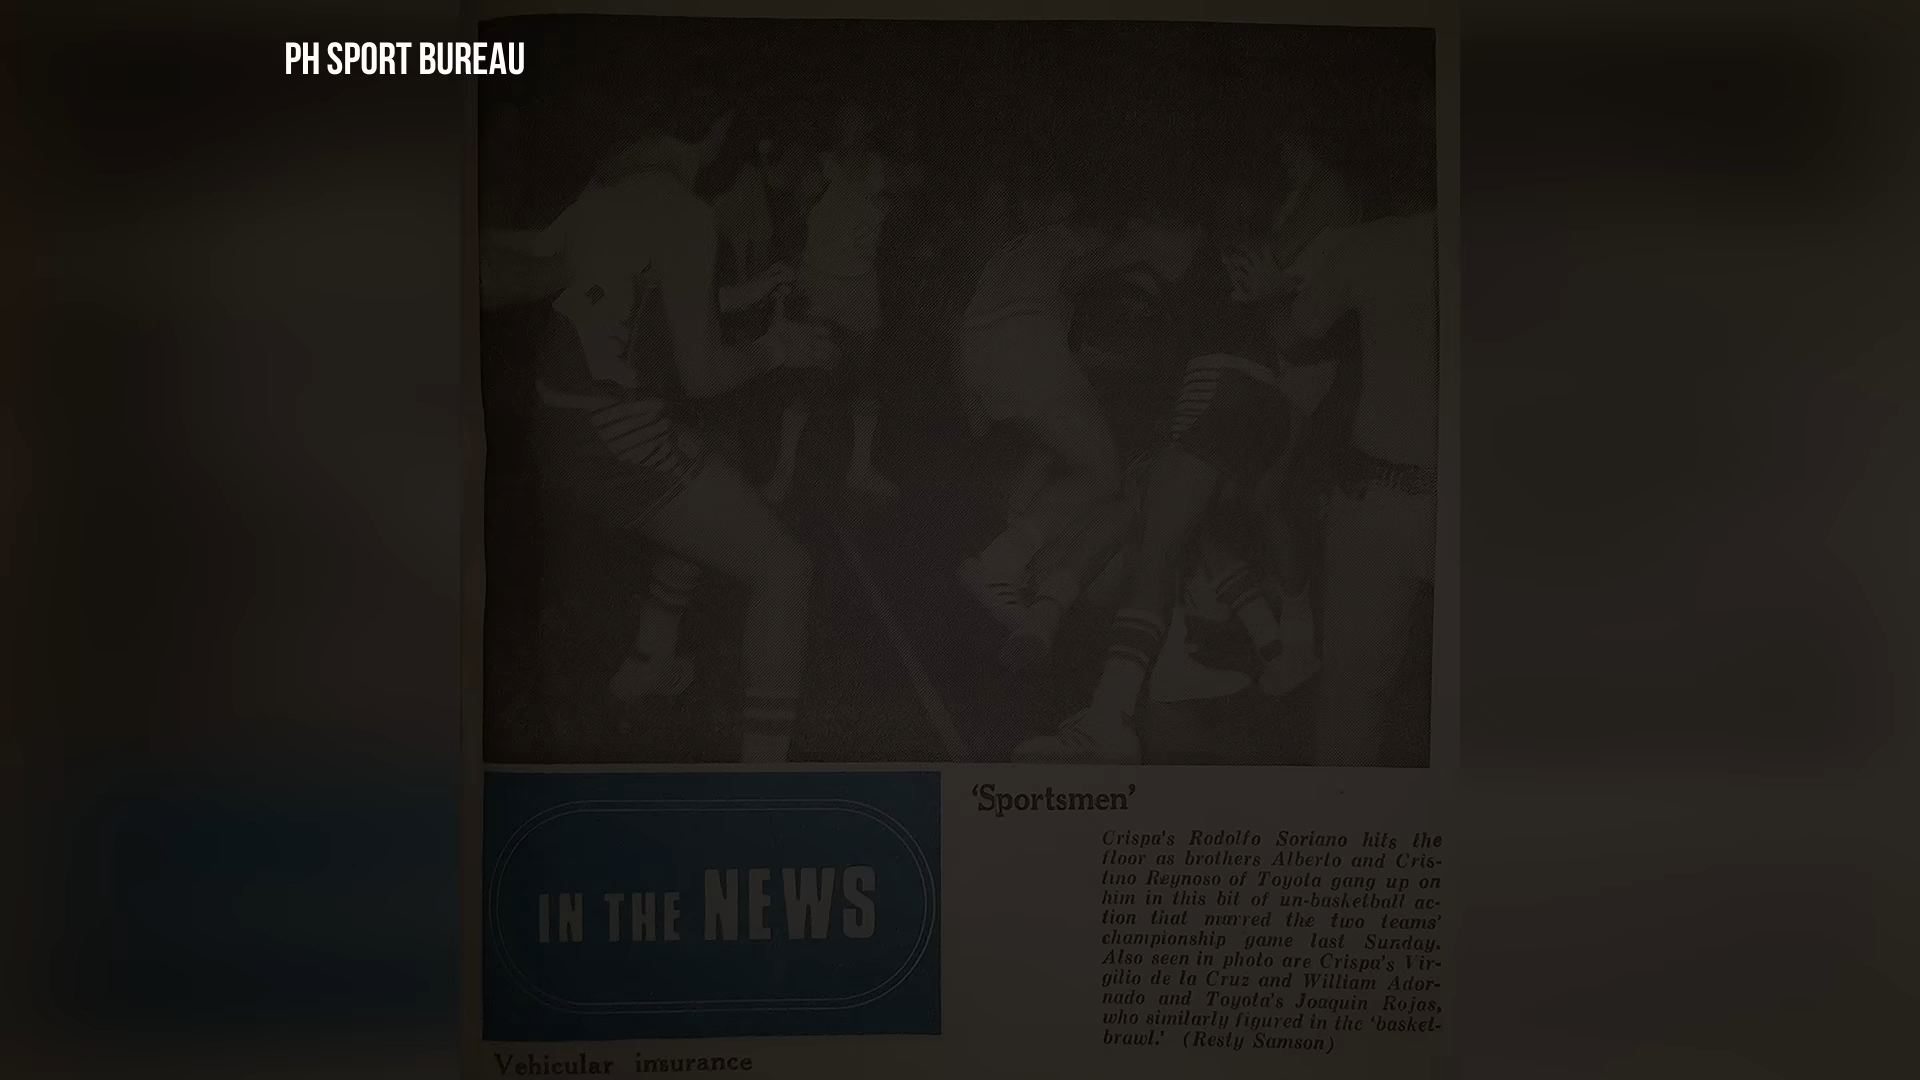 PH SPORT BUREAU
'Sportsmen'
Crispa's Rodolfo Soriano hits the
floor as brothers Alberto and Cris-
tino Reynoso of Toyota gang up on
him in this bit of un-basketball ac-
tion that marred the two teams'
championship game last Sunday.
Also seen in photo are Crispa's Vir-
gilio de la Cruz and William Ador-
nado and Toyota's Joaquin Rojas,
who similarly figured in the 'basket-
brawl.' (Resty Samson)
IN THE NEWS
Vehicular insurance